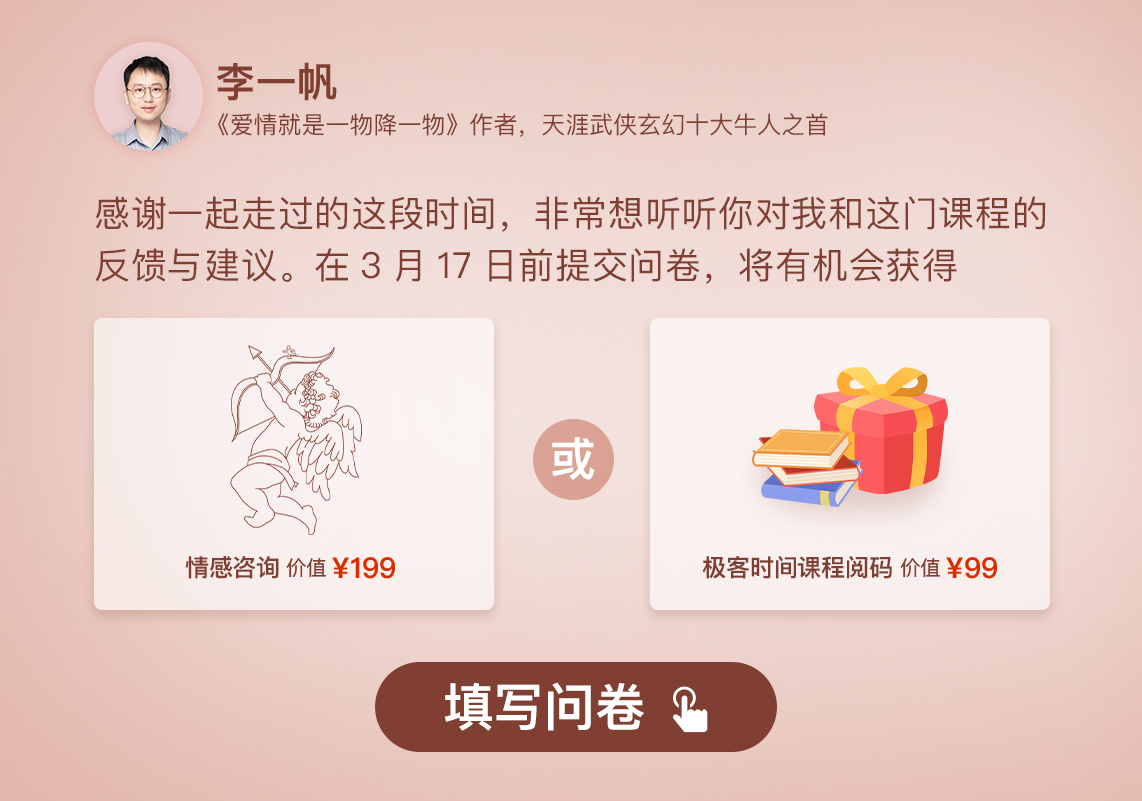 李一帆
《爱情就是一物降一物》作者，天涯武侠玄幻十大牛人之首
感谢一起走过的这段时间，非常想听听你对我和这门课程的
反馈与建议。在 3 月 17 日前提交问卷，将有机会获得
或
情感咨询 价值 ¥199
极客时间课程阅码 价值 ¥99
填写问卷